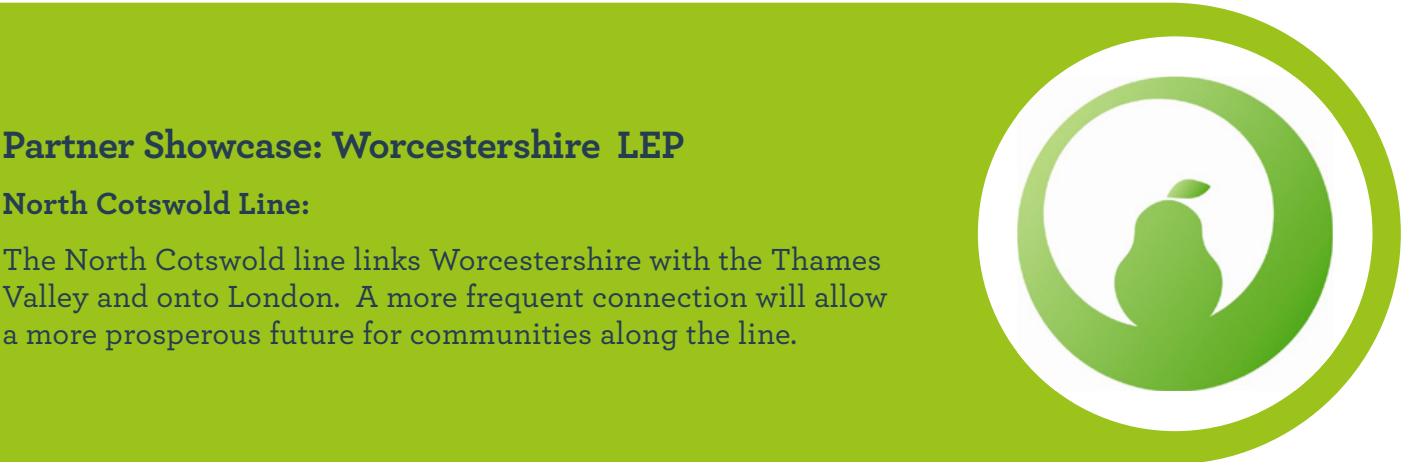 Partner Showcase: Worcestershire  LEP
North Cotswold Line:
The North Cotswold line links Worcestershire with the Thames
Valley and onto London.  A more frequent connection will allow
a more prosperous future for communities along the line.